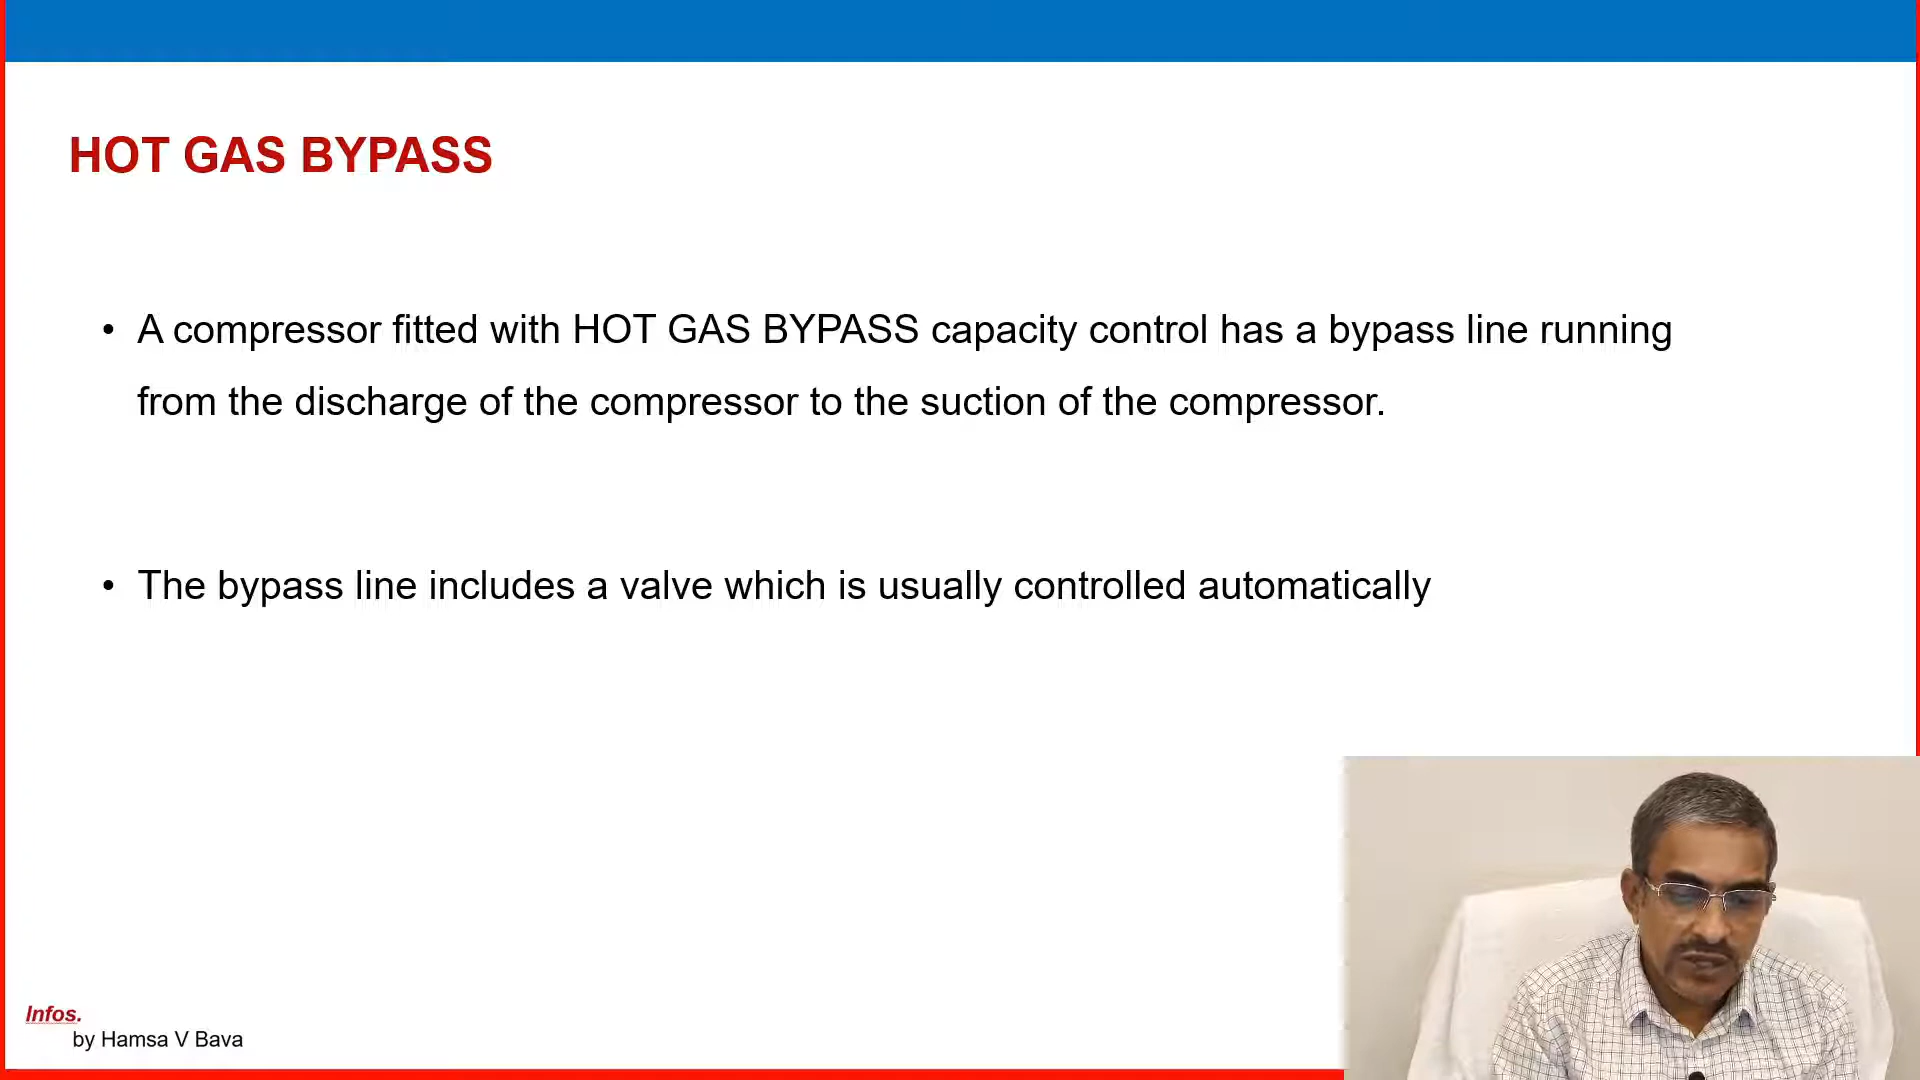 HOT GAS BYPASS
• A compressor fitted with HOT GAS BYPASS capacity control has a bypass line running
from the discharge of the compressor to the suction of the compressor.
• The bypass line includes a valve which is usually controlled automatically
Infos.
by Hamsa V Bava